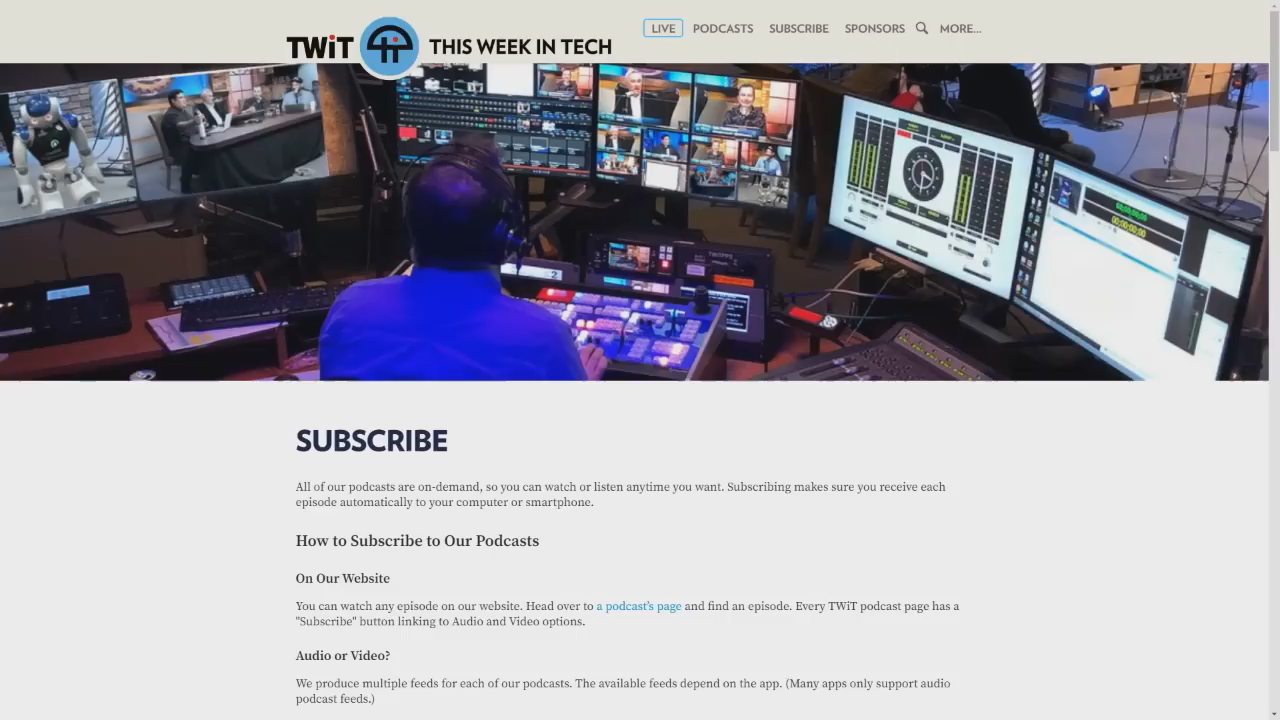 TWiT
THIS WEEK IN TECH
LIVE
PODCASTS
SUBSCRIBE
SPONSORS
MORE...
SUBSCRIBE
All of our podcasts are on-demand, so you can watch or listen anytime you want. Subscribing makes sure you receive each
episode automatically to your computer or smartphone.
How to Subscribe to Our Podcasts
On Our Website
You can watch any episode on our website. Head over to a podcast's page and find an episode. Every TWiT podcast page has a
"Subscribe" button linking to Audio and Video options.
Audio or Video?
We produce multiple feeds for each of our podcasts. The available feeds depend on the app. (Many apps only support audio
podcast feeds.)